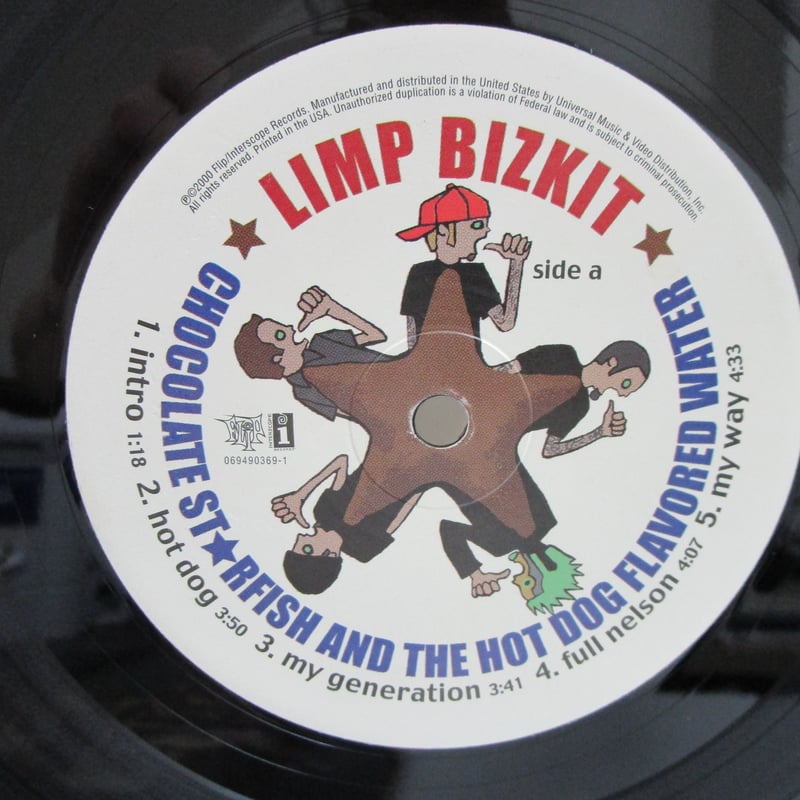 ℗©2000 Flip/Interscope Records. Manufactured and distributed in the United States by Universal Music & Video Distribution, Inc.
All rights reserved. Printed in the USA. Unauthorized duplication is a violation of Federal law and is subject to criminal prosecution.
LIMP BIZKIT
side a
CHOCOLATE ST★RFISH AND THE HOT DOG FLAVORED WATER
FLIP
INTERSCOPE
i
RECORDS
069490369-1
1. intro 1:18 2. hot dog 3:50 3. my generation 3:41 4. full nelson 4:07 5. my way 4:33